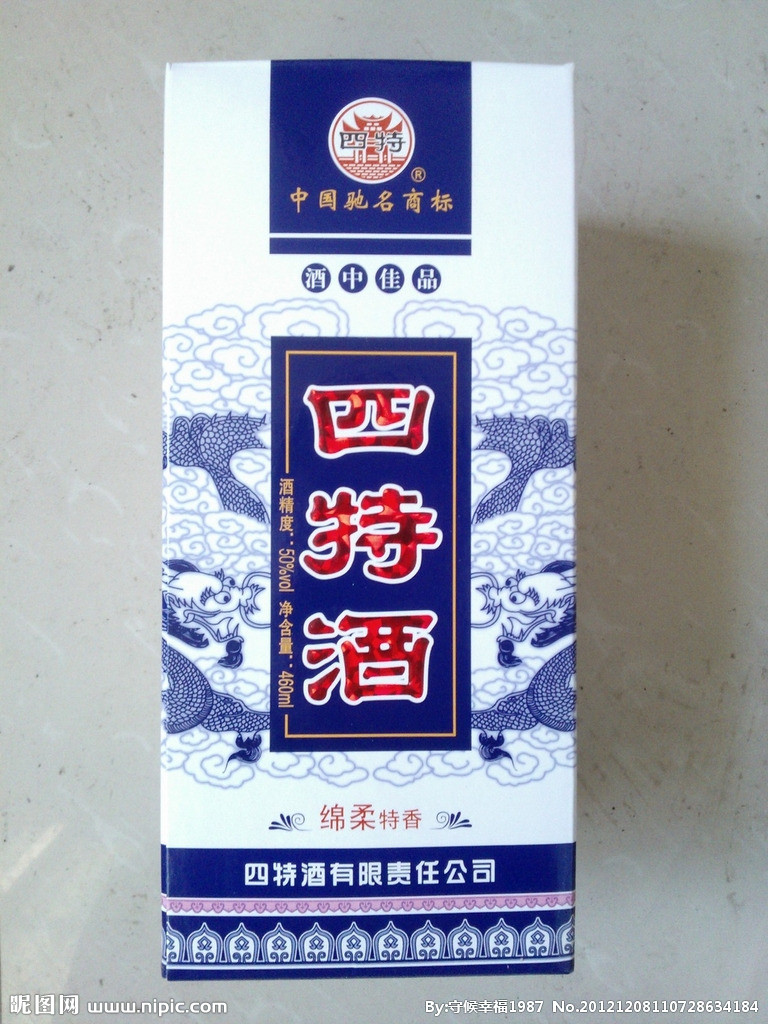 四特
®
中国驰名商标
酒中佳品
四特酒
酒精度：50%vol 净含量：460ml
绵柔特香
四特酒有限责任公司
昵图网 www.nipic.com
By:守候幸福1987 No.20121208110728634184